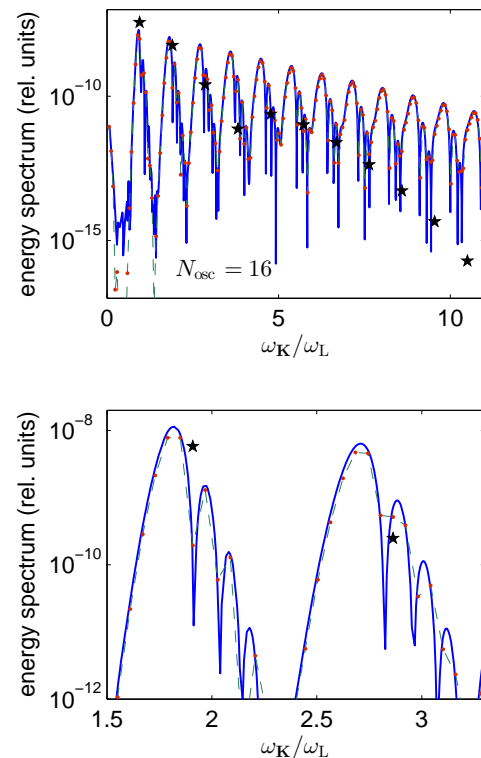 energy spectrum (rel. units)
10⁻¹⁰
10⁻¹⁵
N_osc = 16
0 5 10
ω_K/ω_L
energy spectrum (rel. units)
10⁻⁸
10⁻¹⁰
10⁻¹²
1.5 2 2.5 3
ω_K/ω_L